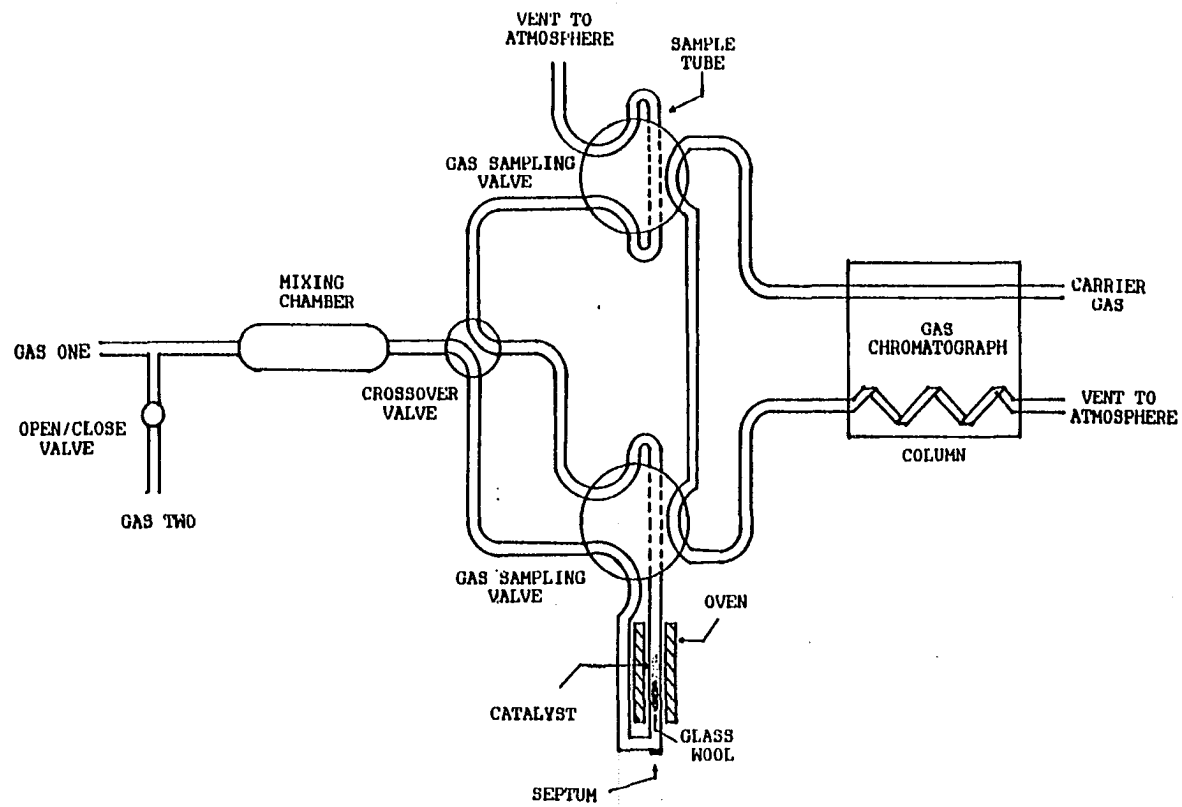 VENT TO
ATMOSPHERE
SAMPLE
TUBE
GAS SAMPLING
VALVE
MIXING
CHAMBER
CARRIER
GAS
GAS ONE
GAS
CHROMATOGRAPH
CROSSOVER
VALVE
VENT TO
ATMOSPHERE
OPEN/CLOSE
VALVE
COLUMN
GAS TWO
GAS SAMPLING
VALVE
OVEN
CATALYST
GLASS
WOOL
SEPTUM